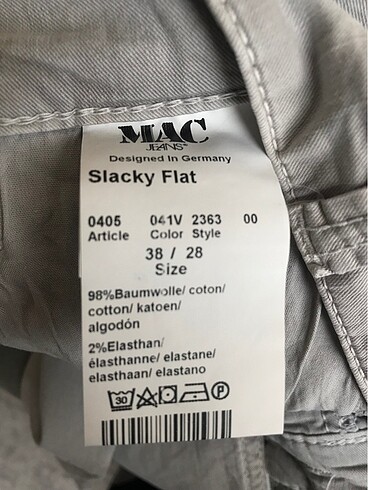 MAC
JEANS
Designed In Germany
Slacky Flat
0405 041V 2363 00
Article Color Style
38 / 28
Size
98%Baumwolle/ coton/
cotton/ katoen/
algodón
2%Elasthan/
élasthanne/ elastane/
elasthaan/ elastano
30 P